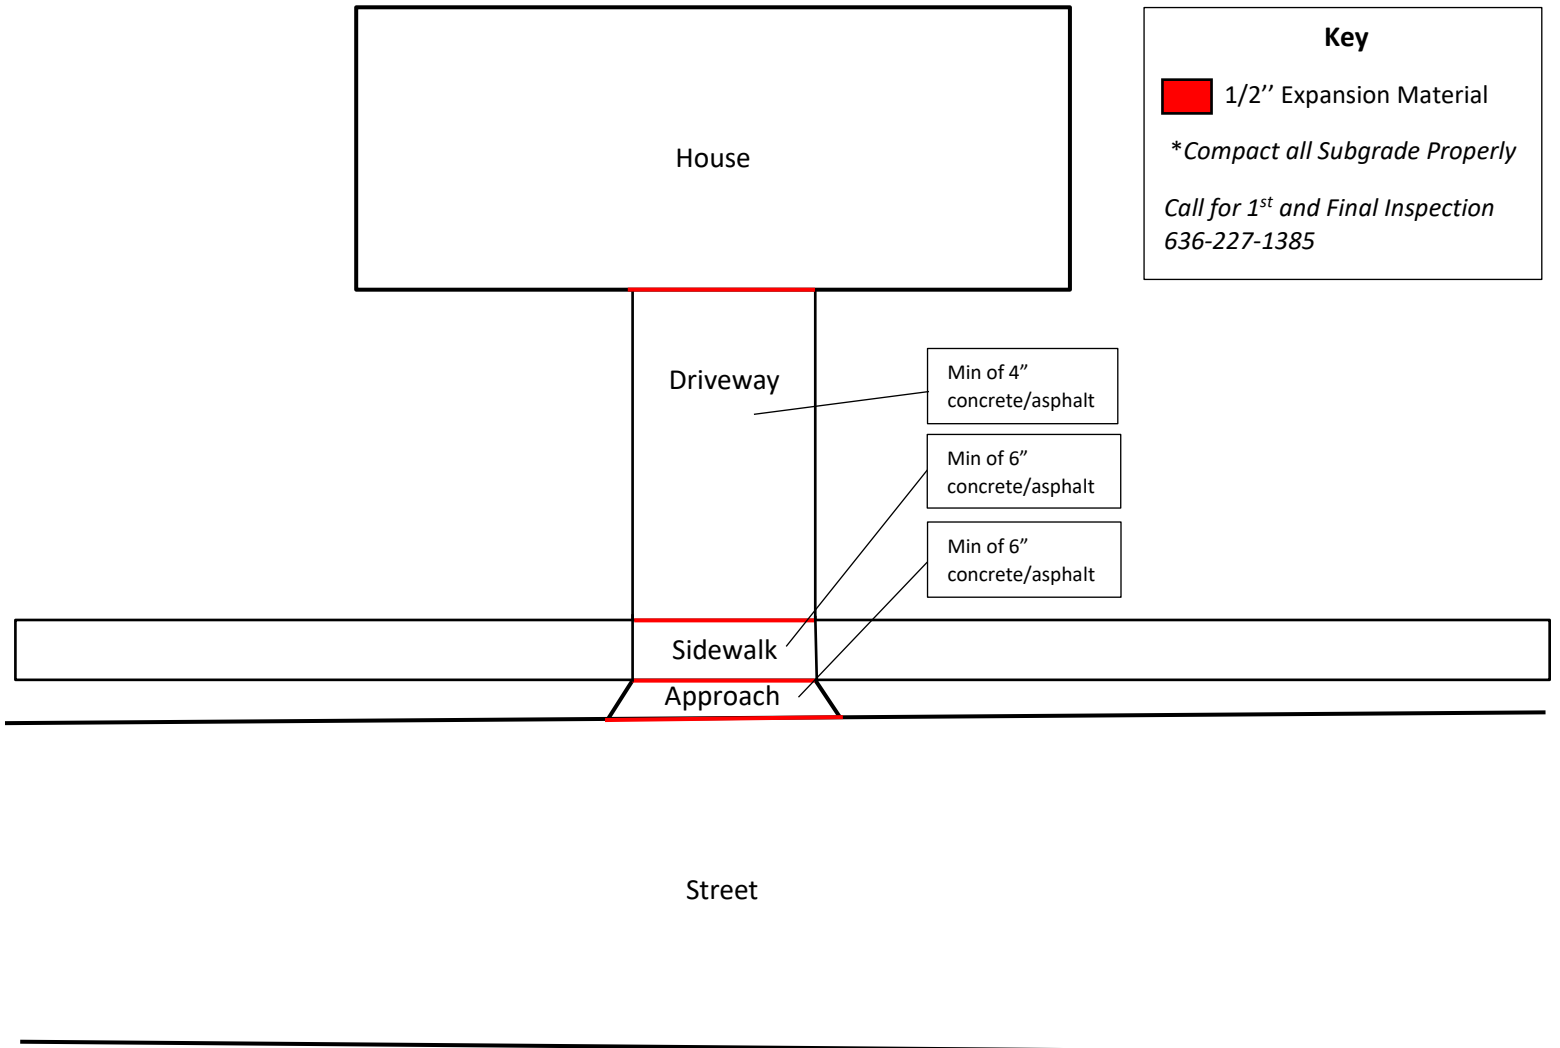 Key
1/2’’ Expansion Material
*Compact all Subgrade Properly
Call for 1st and Final Inspection
636-227-1385
House
Driveway
Min of 4”
concrete/asphalt
Min of 6”
concrete/asphalt
Min of 6”
concrete/asphalt
Sidewalk
Approach
Street